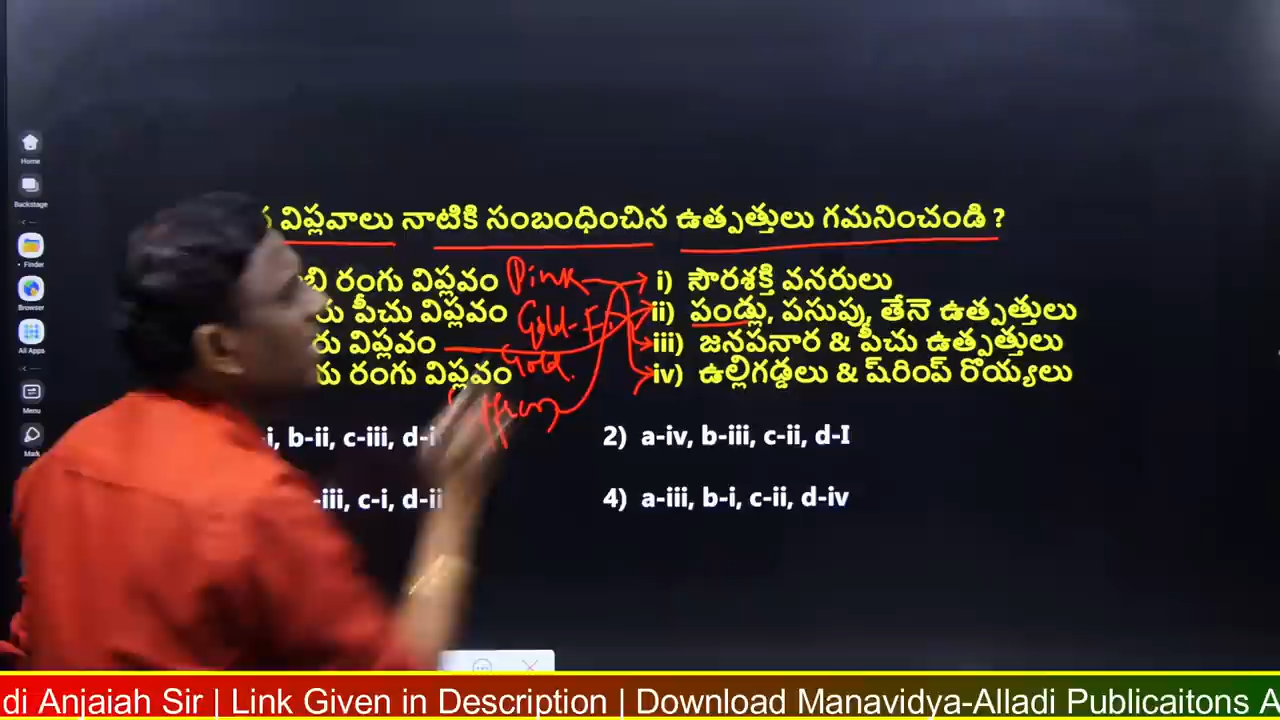 Home
Backstage
Finder
Browser
All Apps
Menu
Mark
విప్లవాలు నాటికి సంబంధించిన ఉత్పత్తులు గమనించండి ?
రంగు విప్లవం Pink i) సౌరశక్తి వనరులు
పీచు విప్లవం Gold-F ii) పండ్లు, పసుపు, తేనె ఉత్పత్తులు
విప్లవం Gold. iii) జనపనార & పీచు ఉత్పత్తులు
రంగు విప్లవం iv) ఉల్లిగడ్డలు & ష్రింప్ రొయ్యలు
b-ii, c-iii, 2) a-iv, b-iii, c-ii, d-I
-iii, c-i, d-ii 4) a-iii, b-i, c-ii, d-iv
di Anjaiah Sir | Link Given in Description | Download Manavidya-Alladi Publicaitons A